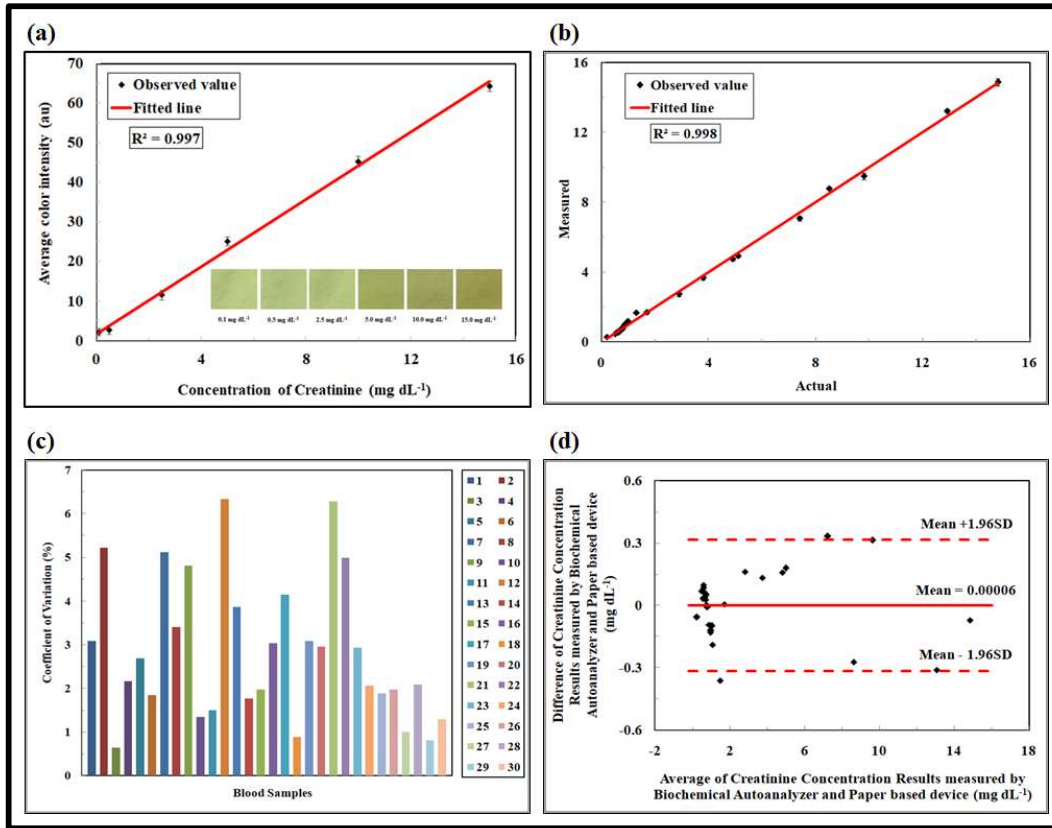 (a)
70
60
50
40
30
20
10
0
Average color intensity (au)
Observed value
Fitted line
R² = 0.997
0.1 mg dL⁻¹ 0.5 mg dL⁻¹ 2.5 mg dL⁻¹ 5.0 mg dL⁻¹ 10.0 mg dL⁻¹ 15.0 mg dL⁻¹
0 4 8 12 16
Concentration of Creatinine (mg dL⁻¹)
(b)
16
12
8
4
0
Measured
Observed value
Fitted line
R² = 0.998
0 4 8 12 16
Actual
(c)
7
6
5
4
3
2
1
0
Coefficient of Variation (%)
Blood Samples
1 2
3 4
5 6
7 8
9 10
11 12
13 14
15 16
17 18
19 20
21 22
23 24
25 26
27 28
29 30
(d)
0.6
0.3
0
-0.3
-0.6
Difference of Creatinine Concentration
Results measured by Biochemical
Autoanalyzer and Paper based device
(mg dL⁻¹)
Mean +1.96SD
Mean = 0.00006
Mean - 1.96SD
-2 2 6 10 14 18
Average of Creatinine Concentration Results measured by
Biochemical Autoanalyzer and Paper based device (mg dL⁻¹)